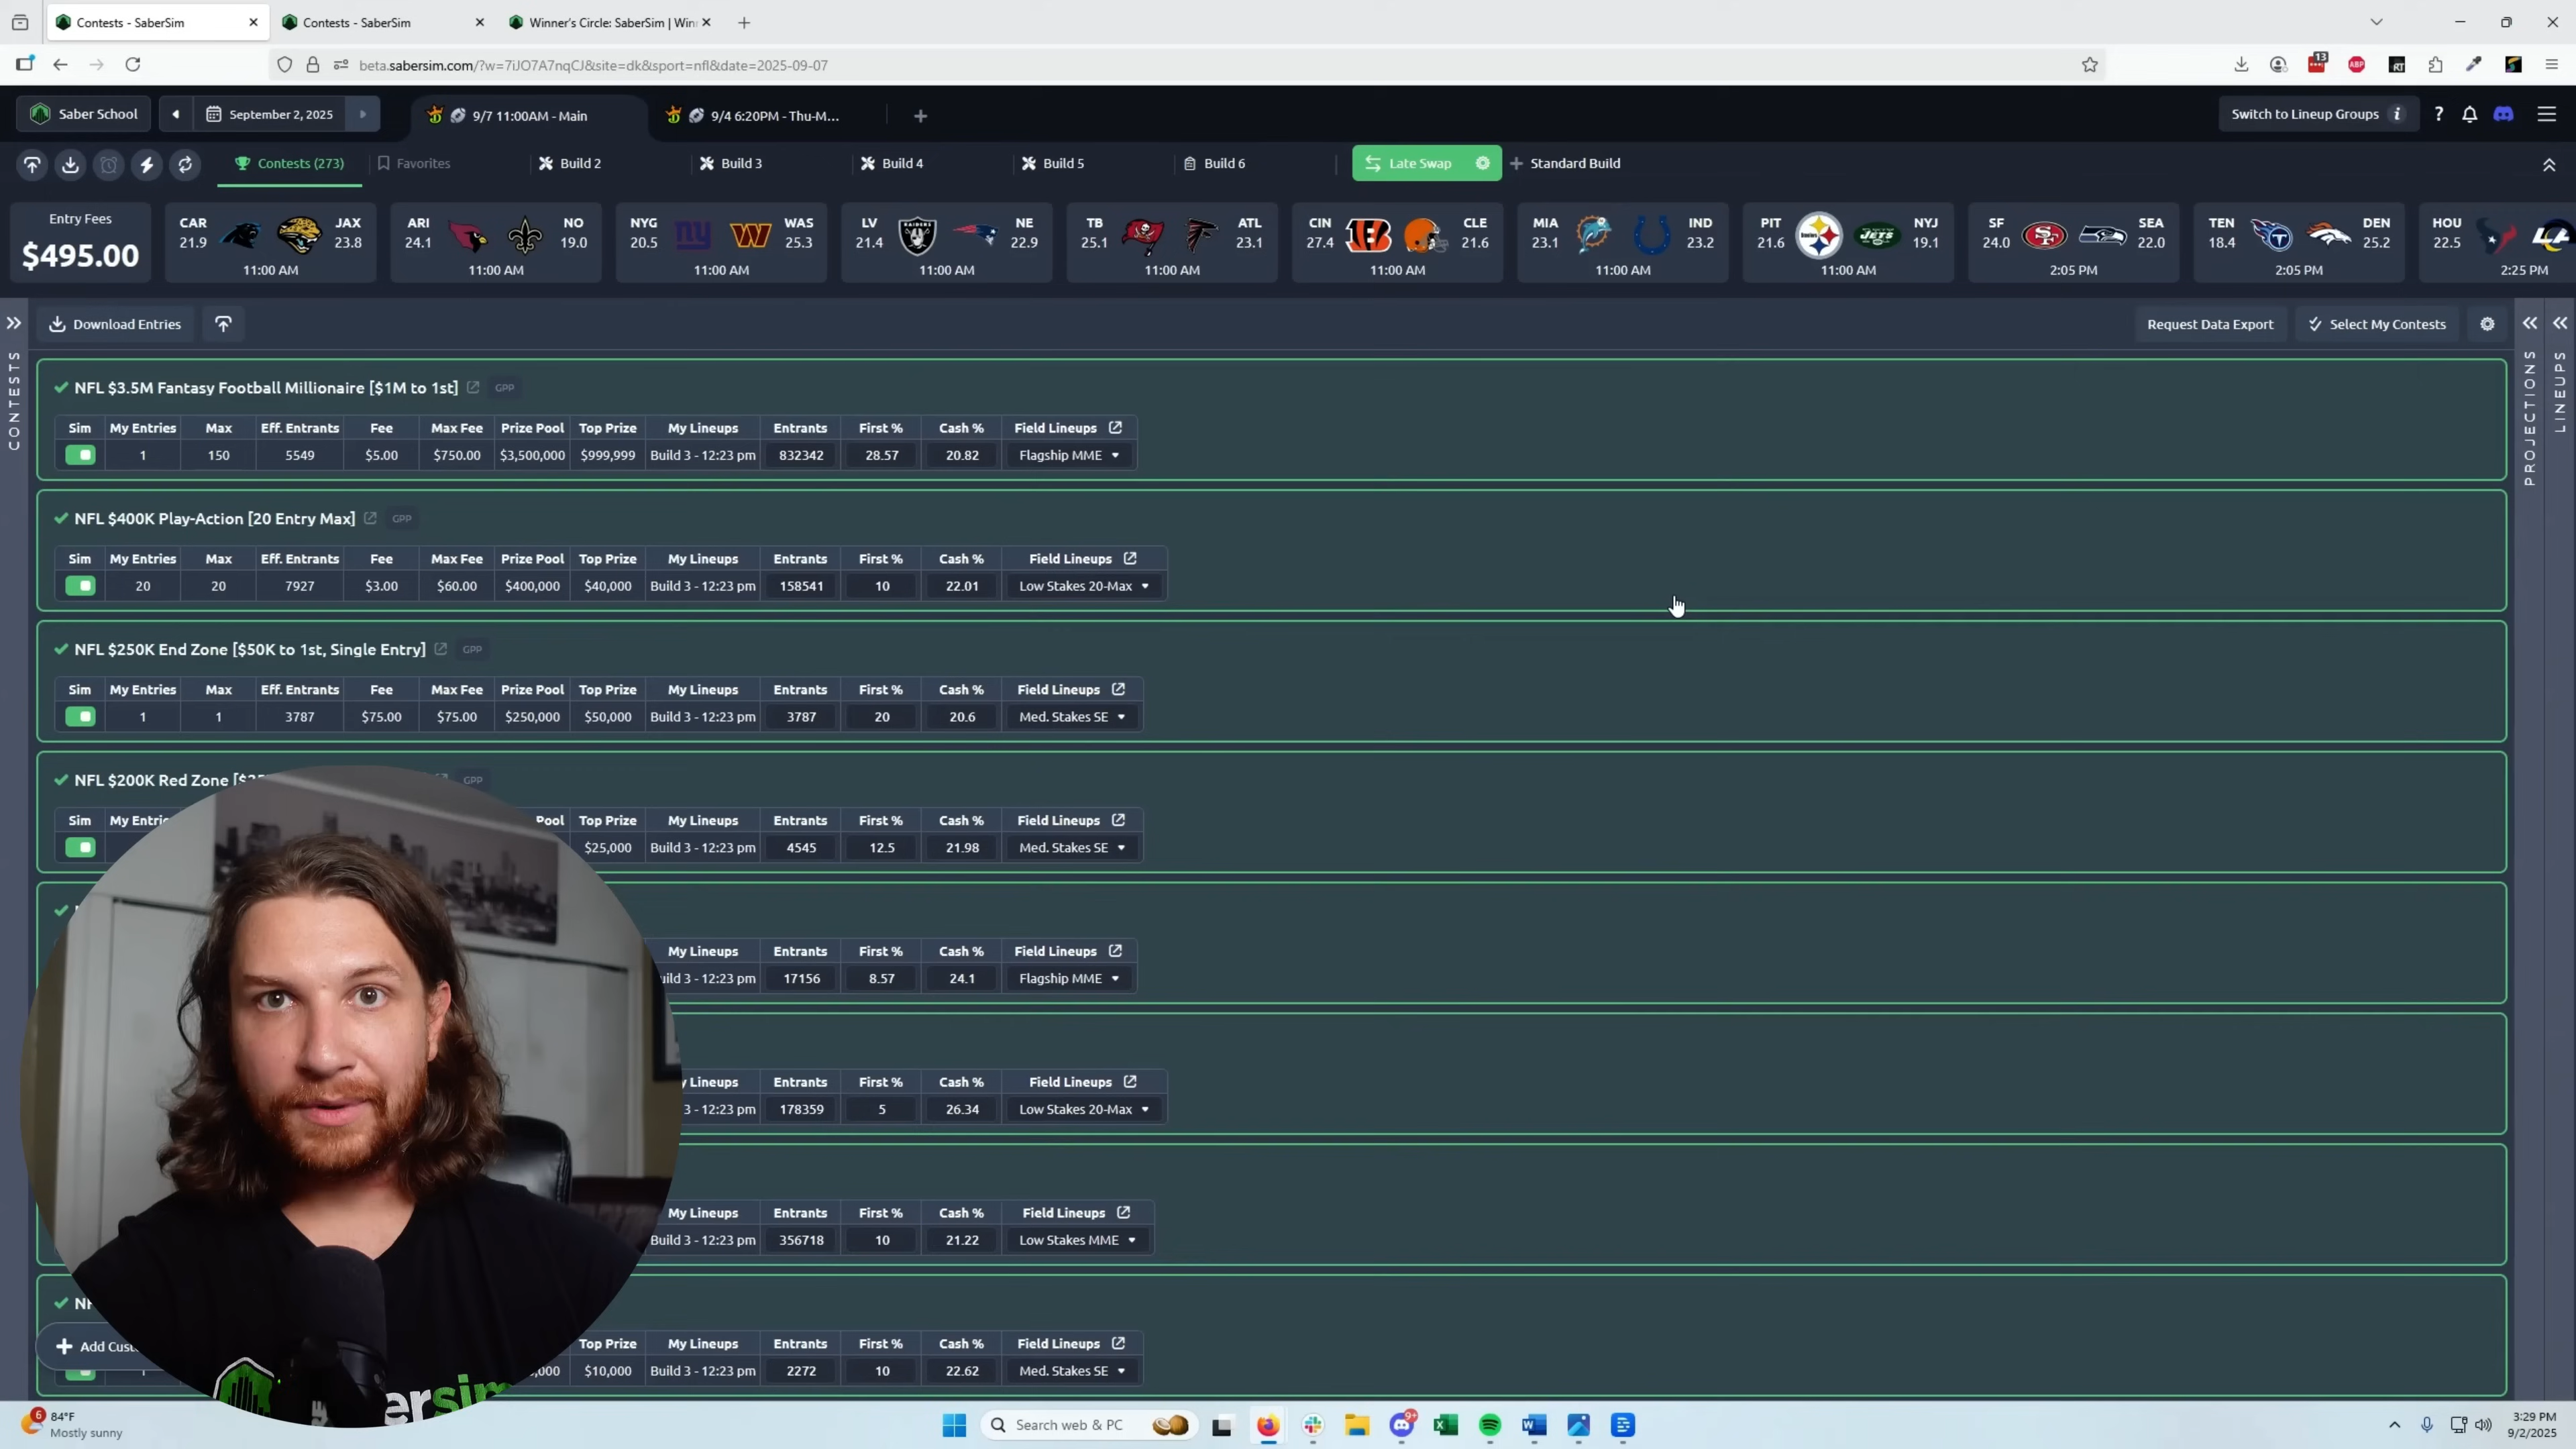 Contests - SaberSim
Contests - SaberSim
Winner's Circle: SaberSim | Win
beta.sabersim.com/?w=7iJO7A7nqCJ&site=dk&sport=nfl&date=2025-09-07
13
ABP
RT
Saber School
September 2, 2025
9/7 11:00AM - Main
9/4 6:20PM - Thu-M...
Switch to Lineup Groups
Contests (273)
Favorites
Build 2
Build 3
Build 4
Build 5
Build 6
Late Swap
Standard Build
Entry Fees
$495.00
CAR 21.9 JAX 23.8 11:00 AM
ARI 24.1 NO 19.0 11:00 AM
NYG 20.5 WAS 25.3 11:00 AM
LV 21.4 NE 22.9 11:00 AM
TB 25.1 ATL 23.1 11:00 AM
CIN 27.4 CLE 21.6 11:00 AM
MIA 23.1 IND 23.2 11:00 AM
PIT 21.6 NYJ 19.1 11:00 AM
SF 24.0 SEA 22.0 2:05 PM
TEN 18.4 DEN 25.2 2:05 PM
HOU 22.5 2:25 PM
CONTESTS
Download Entries
Request Data Export
Select My Contests
PROJECTIONS
LINEUPS
NFL $3.5M Fantasy Football Millionaire [$1M to 1st] GPP
Sim My Entries Max Eff. Entrants Fee Max Fee Prize Pool Top Prize My Lineups Entrants First % Cash % Field Lineups
1 150 5549 $5.00 $750.00 $3,500,000 $999,999 Build 3 - 12:23 pm 832342 28.57 20.82 Flagship MME
NFL $400K Play-Action [20 Entry Max] GPP
Sim My Entries Max Eff. Entrants Fee Max Fee Prize Pool Top Prize My Lineups Entrants First % Cash % Field Lineups
20 20 7927 $3.00 $60.00 $400,000 $40,000 Build 3 - 12:23 pm 158541 10 22.01 Low Stakes 20-Max
NFL $250K End Zone [$50K to 1st, Single Entry] GPP
Sim My Entries Max Eff. Entrants Fee Max Fee Prize Pool Top Prize My Lineups Entrants First % Cash % Field Lineups
1 1 3787 $75.00 $75.00 $250,000 $50,000 Build 3 - 12:23 pm 3787 20 20.6 Med. Stakes SE
NFL $200K Red Zone GPP
Sim My Pool Top Prize My Lineups Entrants First % Cash % Field Lineups
$25,000 Build 3 - 12:23 pm 4545 12.5 21.98 Med. Stakes SE
My Lineups Entrants First % Cash % Field Lineups
3 - 12:23 pm 17156 8.57 24.1 Flagship MME
Lineups Entrants First % Cash % Field Lineups
3 - 12:23 pm 178359 5 26.34 Low Stakes 20-Max
My Lineups Entrants First % Cash % Field Lineups
Build 3 - 12:23 pm 356718 10 21.22 Low Stakes MME
Top Prize My Lineups Entrants First % Cash % Field Lineups
$10,000 Build 3 - 12:23 pm 2272 10 22.62 Med. Stakes SE
Add
6
84°F
Mostly sunny
Search web & PC
9+
3:29 PM
9/2/2025